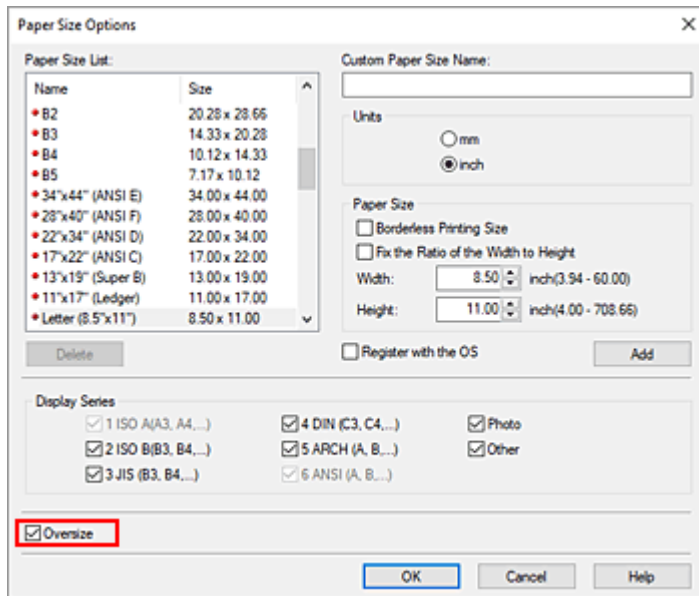 Paper Size Options
Paper Size List:
Name Size
B2 20.28 x 28.66
B3 14.33 x 20.28
B4 10.12 x 14.33
B5 7.17 x 10.12
34"x44" (ANSI E) 34.00 x 44.00
28"x40" (ANSI F) 28.00 x 40.00
22"x34" (ANSI D) 22.00 x 34.00
17"x22" (ANSI C) 17.00 x 22.00
13"x19" (Super B) 13.00 x 19.00
11"x17" (Ledger) 11.00 x 17.00
Letter (8.5"x11") 8.50 x 11.00
Delete
Custom Paper Size Name:
Units
mm
inch
Paper Size
Borderless Printing Size
Fix the Ratio of the Width to Height
Width: 8.50 inch(3.94 - 60.00)
Height: 11.00 inch(4.00 - 708.66)
Register with the OS Add
Display Series
1 ISO A(A3, A4,...) 4 DIN (C3, C4,...) Photo
2 ISO B(B3, B4,...) 5 ARCH (A, B,...) Other
3 JIS (B3, B4,...) 6 ANSI (A, B,...)
Oversize
OK Cancel Help